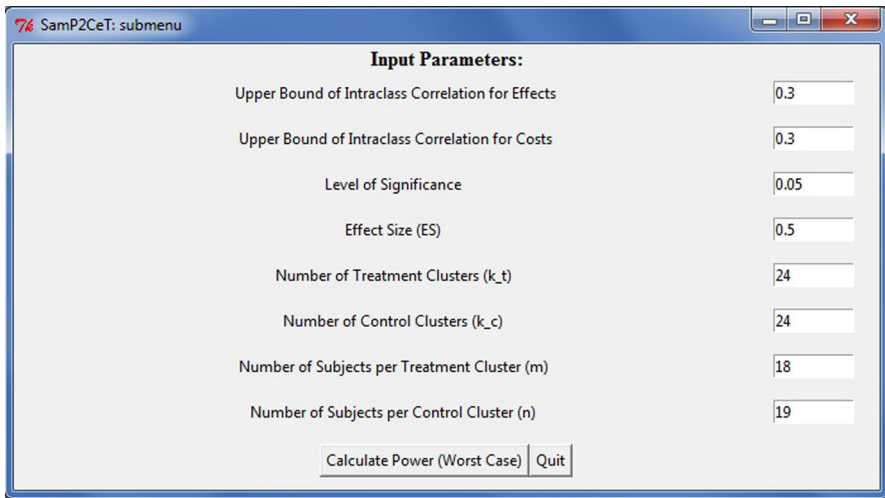 SamP2CeT: submenu
Input Parameters:
Upper Bound of Intraclass Correlation for Effects 0.3
Upper Bound of Intraclass Correlation for Costs 0.3
Level of Significance 0.05
Effect Size (ES) 0.5
Number of Treatment Clusters (k_t) 24
Number of Control Clusters (k_c) 24
Number of Subjects per Treatment Cluster (m) 18
Number of Subjects per Control Cluster (n) 19
Calculate Power (Worst Case) Quit